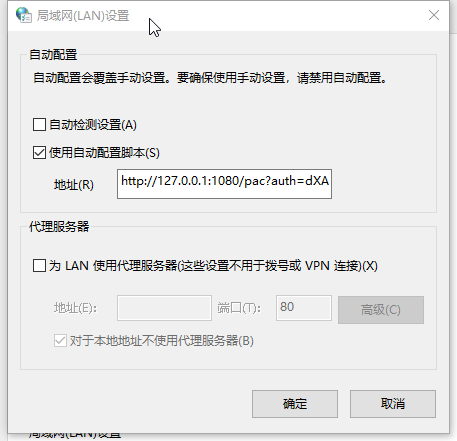 局域网(LAN)设置
自动配置
自动配置会覆盖手动设置。要确保使用手动设置，请禁用自动配置。
自动检测设置(A)
使用自动配置脚本(S)
地址(R)
http://127.0.0.1:1080/pac?auth=dXA
代理服务器
为 LAN 使用代理服务器(这些设置不用于拨号或 VPN 连接)(X)
地址(E):
端口(T):
80
高级(C)
对于本地地址不使用代理服务器(B)
确定
取消
局域网(LAN)设置